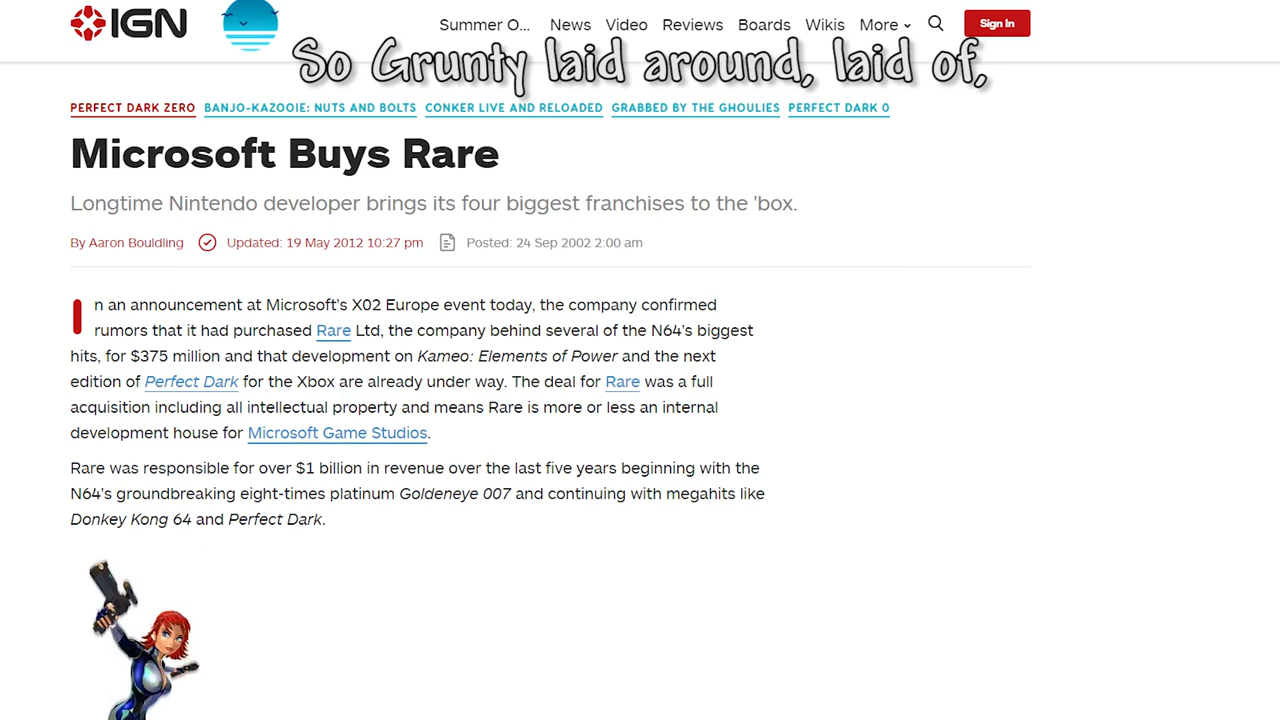 IGN
Summer O... News Video Reviews Boards Wikis More Sign In
So Grunty laid around, laid of,
PERFECT DARK ZERO BANJO-KAZOOIE: NUTS AND BOLTS CONKER LIVE AND RELOADED GRABBED BY THE GHOULIES PERFECT DARK 0
Microsoft Buys Rare
Longtime Nintendo developer brings its four biggest franchises to the 'box.
By Aaron Bouldling Updated: 19 May 2012 10:27 pm Posted: 24 Sep 2002 2:00 am
In an announcement at Microsoft's X02 Europe event today, the company confirmed
rumors that it had purchased Rare Ltd, the company behind several of the N64's biggest
hits, for $375 million and that development on Kameo: Elements of Power and the next
edition of Perfect Dark for the Xbox are already under way. The deal for Rare was a full
acquisition including all intellectual property and means Rare is more or less an internal
development house for Microsoft Game Studios.
Rare was responsible for over $1 billion in revenue over the last five years beginning with the
N64's groundbreaking eight-times platinum Goldeneye 007 and continuing with megahits like
Donkey Kong 64 and Perfect Dark.